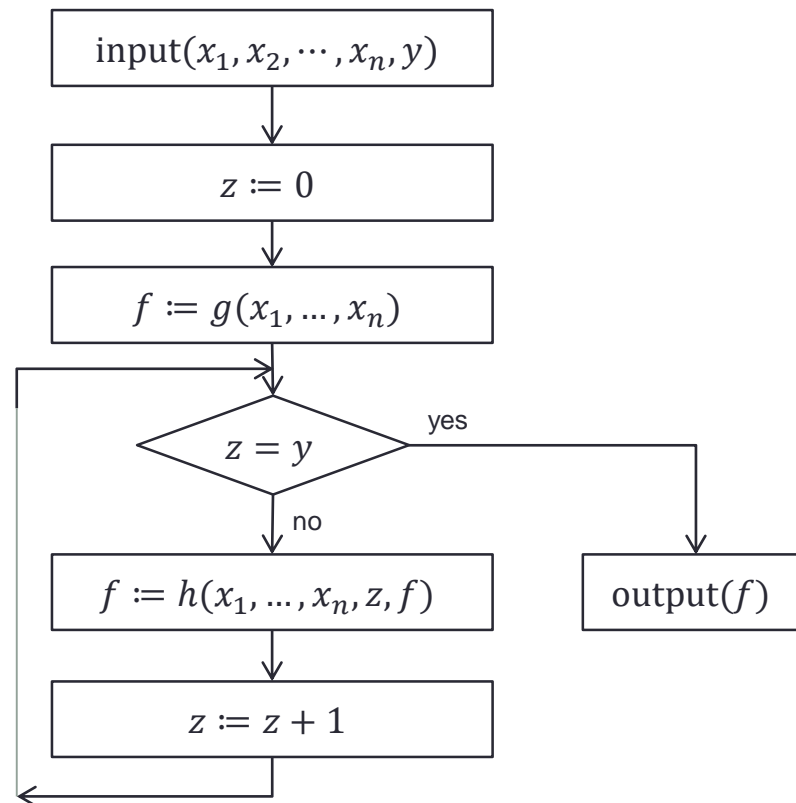 input(x₁, x₂, ⋯, xₙ, y)
z ≔ 0
f ≔ g(x₁, …, xₙ)
z = y
yes
no
f ≔ h(x₁, …, xₙ, z, f)
output(f)
z ≔ z + 1